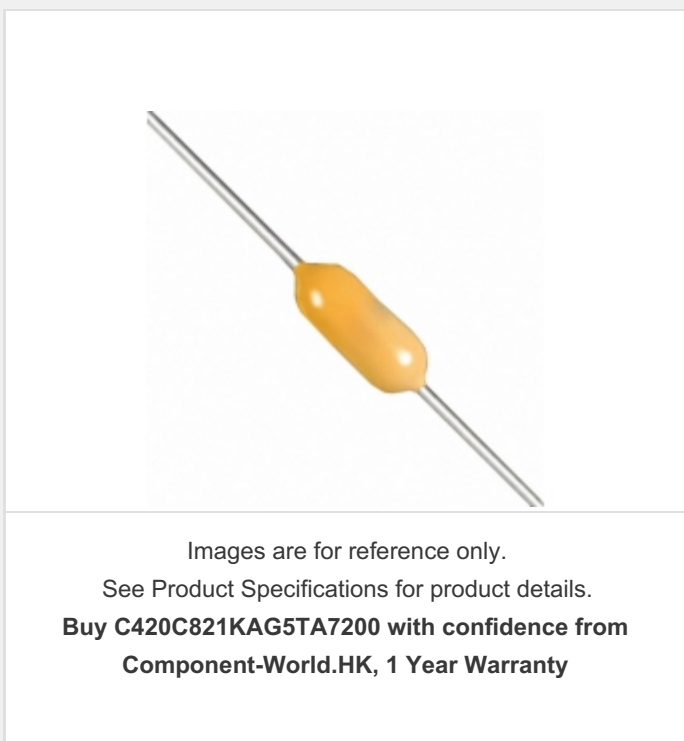 Images are for reference only.
See Product Specifications for product details.
Buy C420C821KAG5TA7200 with confidence from
Component-World.HK, 1 Year Warranty